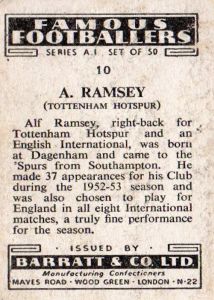 FAMOUS
FOOTBALLERS
SERIES A.1 SET OF 50
10
A. RAMSEY
(TOTTENHAM HOTSPUR)
Alf Ramsey, right-back for
Tottenham Hotspur and an
English International, was born
at Dagenham and came to the
'Spurs from Southampton. He
made 37 appearances for his Club
during the 1952-53 season and
was also chosen to play for
England in all eight International
matches, a truly fine performance
for the season.
ISSUED BY
BARRATT & CO. LTD.
Manufacturing Confectioners
MAYES ROAD · WOOD GREEN · LONDON · N·22